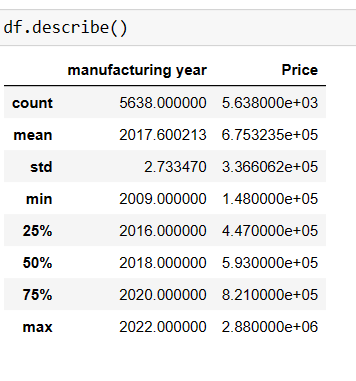 df.describe()
manufacturing year Price
count 5638.000000 5.638000e+03
mean 2017.600213 6.753235e+05
std 2.733470 3.366062e+05
min 2009.000000 1.480000e+05
25% 2016.000000 4.470000e+05
50% 2018.000000 5.930000e+05
75% 2020.000000 8.210000e+05
max 2022.000000 2.880000e+06